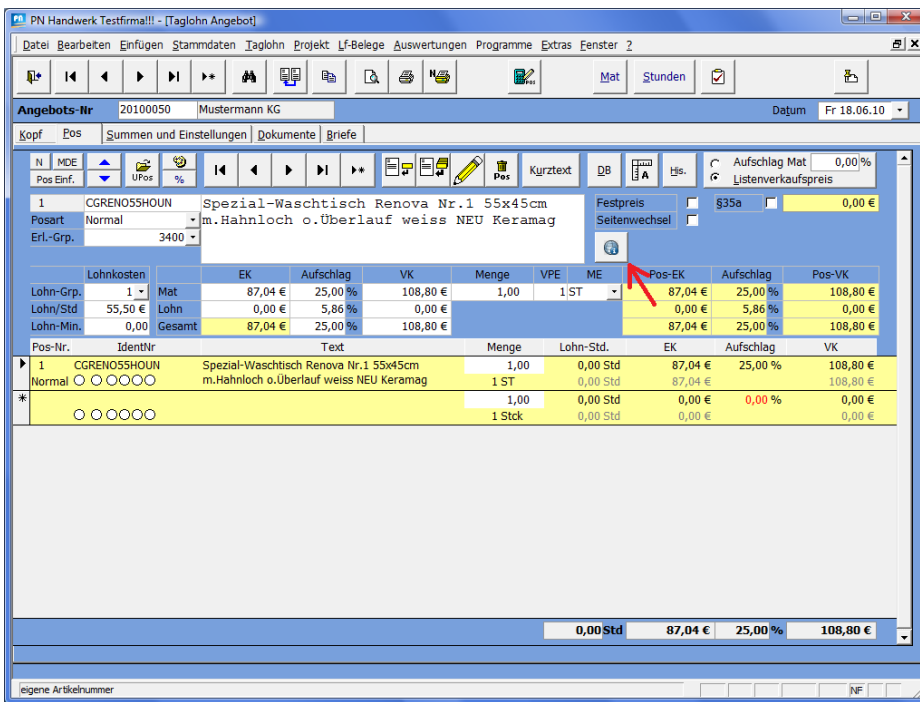 PN Handwerk Testfirma!!! - [Taglohn Angebot]
Datei Bearbeiten Einfügen Stammdaten Taglohn Projekt Lf-Belege Auswertungen Programme Extras Fenster ?
Mat Stunden
Angebots-Nr 20100050 Mustermann KG Datum Fr 18.06.10
Kopf Pos Summen und Einstellungen Dokumente Briefe
N MDE UPos % Pos Kurztext DB A His. Aufschlag Mat 0,00 %
Pos Einf. Listenverkaufspreis
1 CGRENO55HOUN Spezial-Waschtisch Renova Nr.1 55x45cm Festpreis §35a 0,00 €
Posart Normal m.Hahnloch o.Überlauf weiss NEU Keramag Seitenwechsel
Erl.-Grp. 3400
Lohnkosten EK Aufschlag VK Menge VPE ME Pos-EK Aufschlag Pos-VK
Lohn-Grp. 1 Mat 87,04 € 25,00 % 108,80 € 1,00 1 ST 87,04 € 25,00 % 108,80 €
Lohn/Std 55,50 € Lohn 0,00 € 5,86 % 0,00 € 0,00 € 5,86 % 0,00 €
Lohn-Min. 0,00 Gesamt 87,04 € 25,00 % 108,80 € 87,04 € 25,00 % 108,80 €
Pos-Nr. IdentNr Text Menge Lohn-Std. EK Aufschlag VK
1 CGRENO55HOUN Spezial-Waschtisch Renova Nr.1 55x45cm 1,00 0,00 Std 87,04 € 25,00 % 108,80 €
Normal m.Hahnloch o.Überlauf weiss NEU Keramag 1 ST 0,00 Std 87,04 € 108,80 €
1,00 0,00 Std 0,00 € 0,00 % 0,00 €
1 Stck 0,00 Std 0,00 € 0,00 €
0,00 Std 87,04 € 25,00 % 108,80 €
eigene Artikelnummer NF